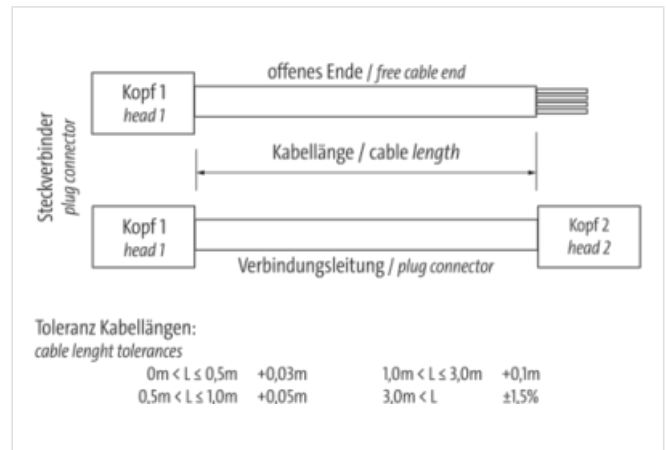 offenes Ende / free cable end
Kopf 1
head 1
Steckverbinder
plug connector
Kabellänge / cable length
Kopf 1
head 1
Kopf 2
head 2
Verbindungsleitung / plug connector
Toleranz Kabellängen:
cable lenght tolerances
0m < L ≤ 0,5m +0,03m 1,0m < L ≤ 3,0m +0,1m
0,5m < L ≤ 1,0m +0,05m 3,0m < L ±1,5%